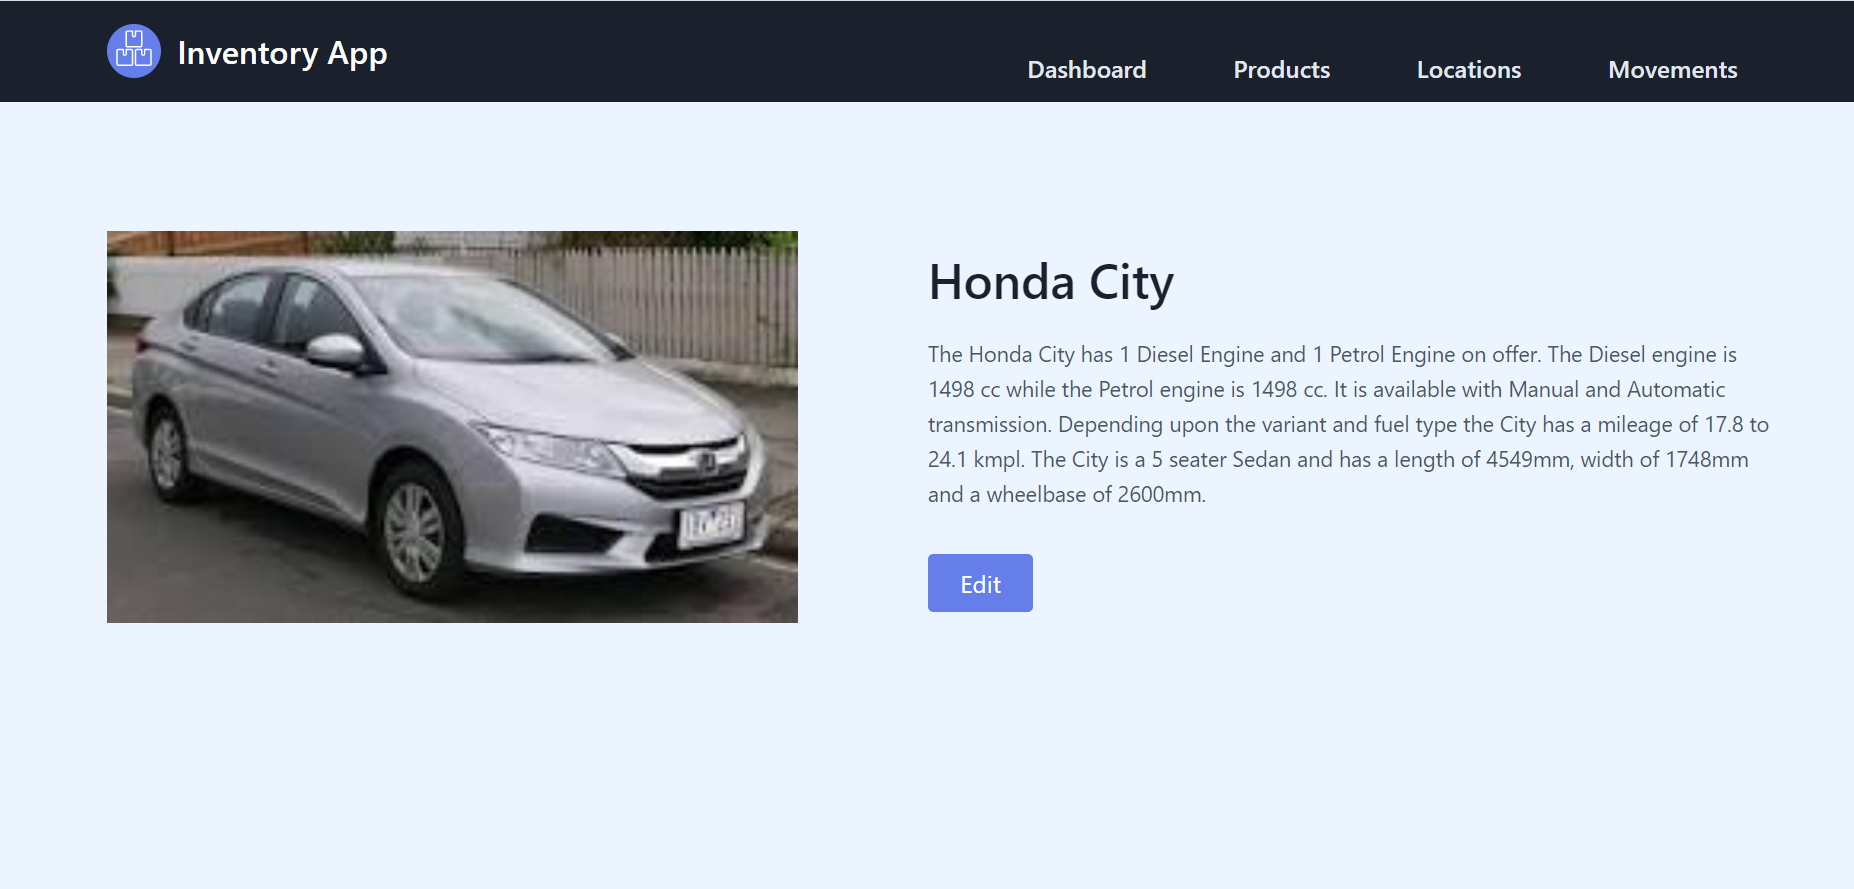 Inventory App
Dashboard
Products
Locations
Movements
Honda City
The Honda City has 1 Diesel Engine and 1 Petrol Engine on offer. The Diesel engine is
1498 cc while the Petrol engine is 1498 cc. It is available with Manual and Automatic
transmission. Depending upon the variant and fuel type the City has a mileage of 17.8 to
24.1 kmpl. The City is a 5 seater Sedan and has a length of 4549mm, width of 1748mm
and a wheelbase of 2600mm.
Edit